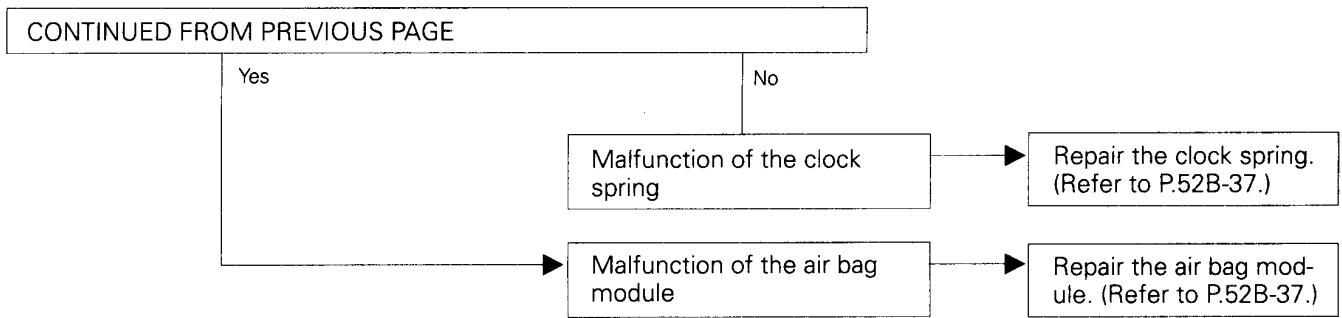 CONTINUED FROM PREVIOUS PAGE
Yes
No
Malfunction of the clock
spring
Repair the clock spring.
(Refer to P.52B-37.)
Malfunction of the air bag
module
Repair the air bag mod-
ule. (Refer to P.52B-37.)